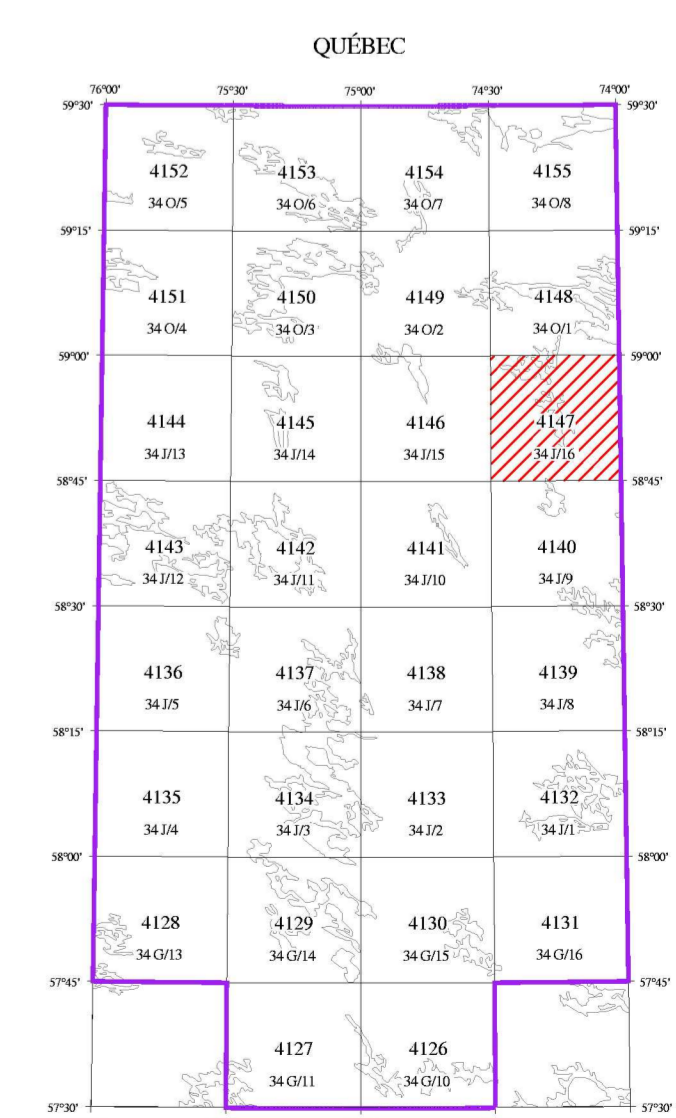 QUÉBEC
76°00' 75°30' 75°00' 74°30' 74°00'
59°30' 59°30'
4152 4153 4154 4155
34 O/5 34 O/6 34 O/7 34 O/8
59°15' 59°15'
4151 4150 4149 4148
34 O/4 34 O/3 34 O/2 34 O/1
59°00' 59°00'
4144 4145 4146 4147
34 J/13 34 J/14 34 J/15 34 J/16
58°45' 58°45'
4143 4142 4141 4140
34 J/12 34 J/11 34 J/10 34 J/9
58°30' 58°30'
4136 4137 4138 4139
34 J/5 34 J/6 34 J/7 34 J/8
58°15' 58°15'
4135 4134 4133 4132
34 J/4 34 J/3 34 J/2 34 J/1
58°00' 58°00'
4128 4129 4130 4131
34 G/13 34 G/14 34 G/15 34 G/16
57°45' 57°45'
4127 4126
34 G/11 34 G/10
57°30' 57°30'